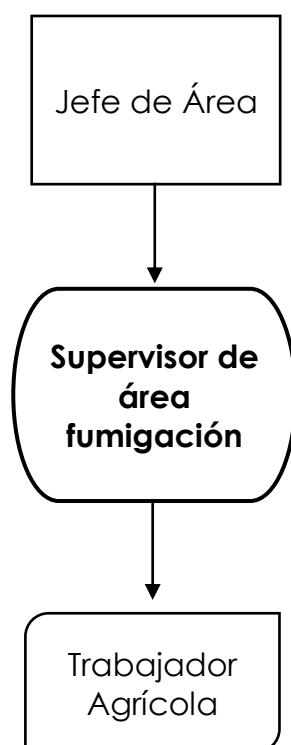 Jefe de Área
Supervisor de
área
fumigación
Trabajador
Agrícola